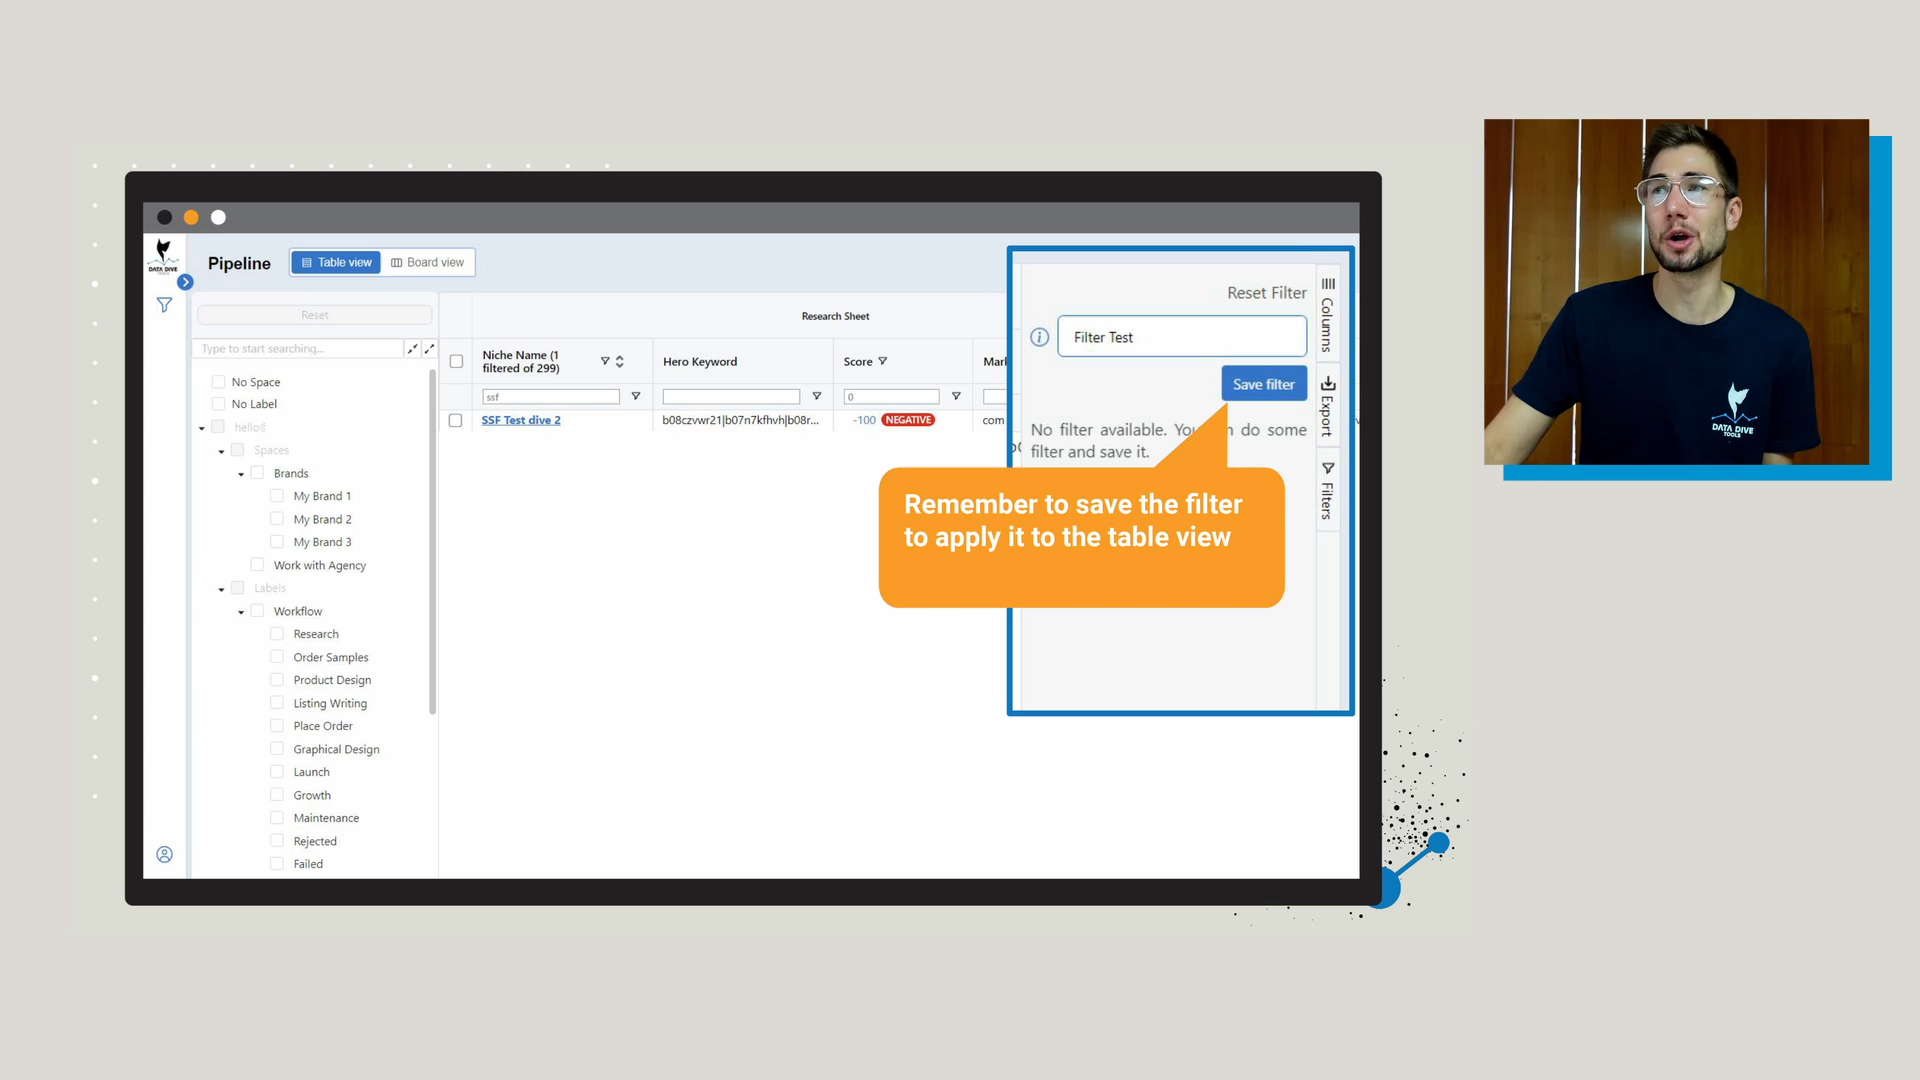 DATA DIVE
TOOLS
Pipeline
Table view
Board view
Reset
Type to start searching...
No Space
No Label
hello
Spaces
Brands
My Brand 1
My Brand 2
My Brand 3
Work with Agency
Labels
Workflow
Research
Order Samples
Product Design
Listing Writing
Place Order
Graphical Design
Launch
Growth
Maintenance
Rejected
Failed
Research Sheet
Niche Name (1
filtered of 299)
Hero Keyword
Score
ssf
0
SSF Test dive 2
b08czvwr21|b07n7kfhvh|b08r...
-100 NEGATIVE
com
Reset Filter
Filter Test
Save filter
No filter available. do some
filter and save it.
Columns
Export
Filters
Remember to save the filter
to apply it to the table view
DATA DIVE
TOOLS